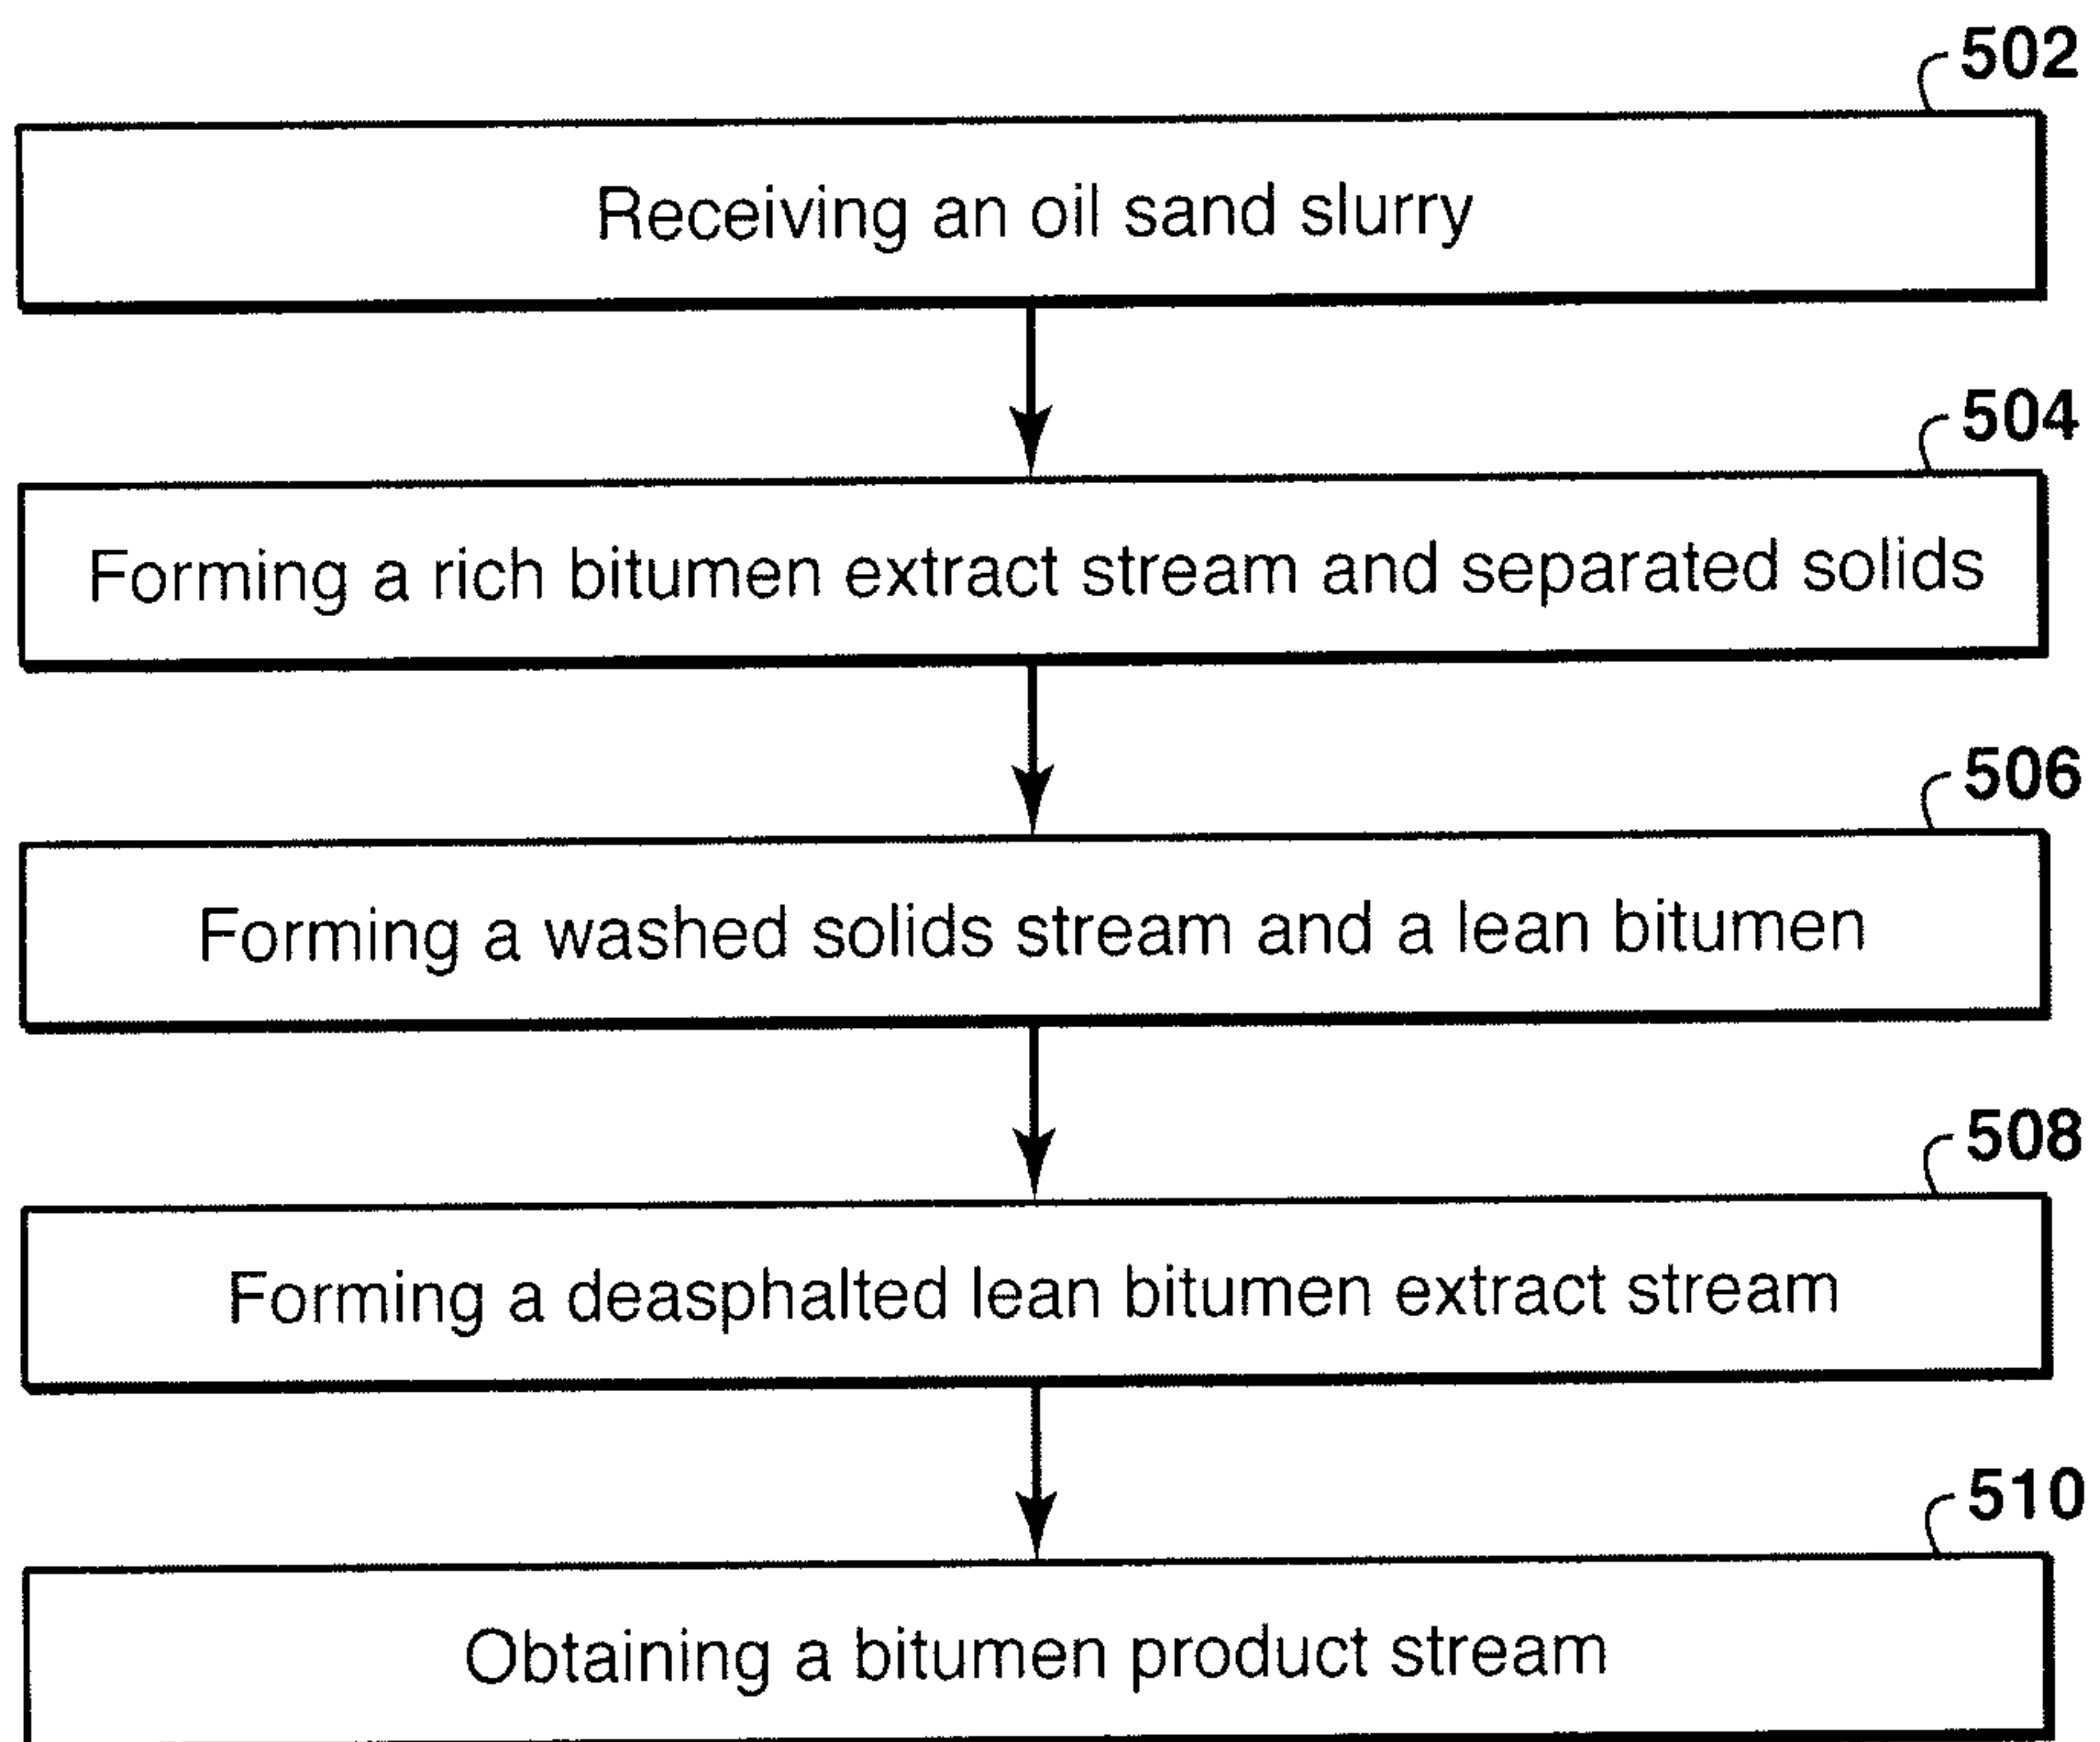 502
Receiving an oil sand slurry
504
Forming a rich bitumen extract stream and separated solids
506
Forming a washed solids stream and a lean bitumen
508
Forming a deasphalted lean bitumen extract stream
510
Obtaining a bitumen product stream